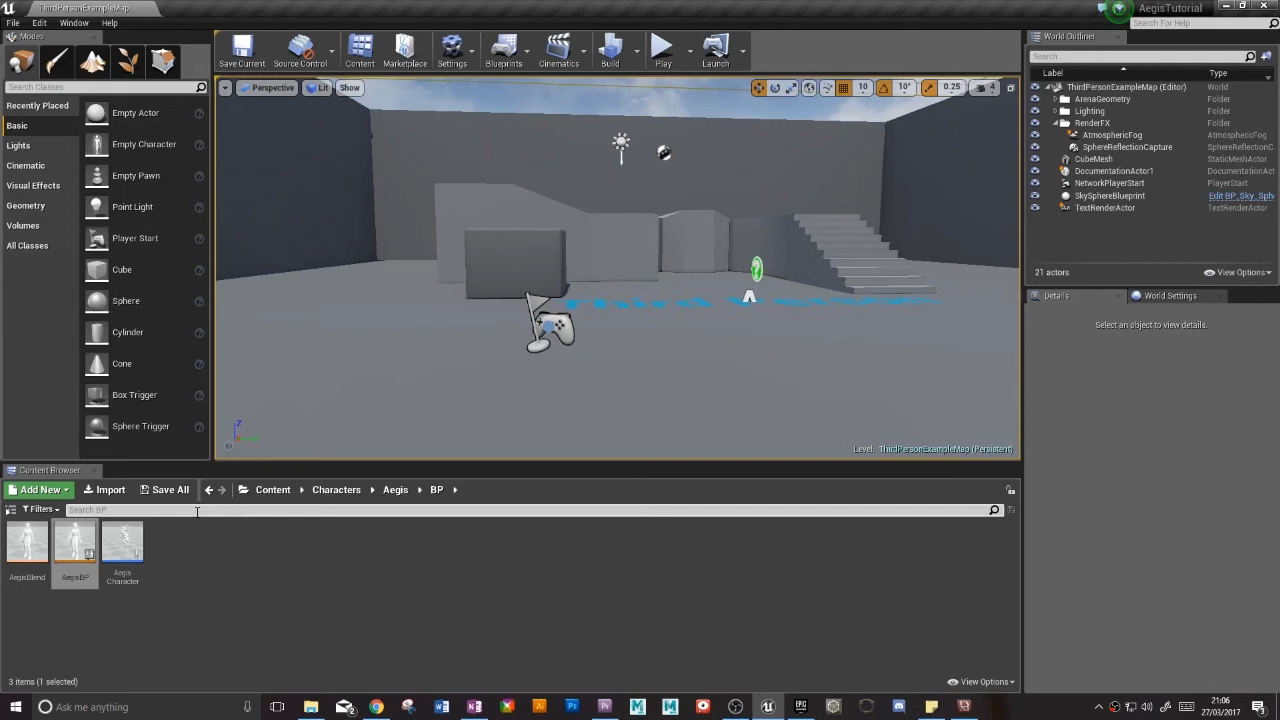 ThirdPersonExampleMap
AegisTutorial
File Edit Window Help
Search For Help
Modes
World Outliner
Save Current
Source Control
Content
Marketplace
Settings
Blueprints
Cinematics
Build
Play
Launch
Search
Search Classes
Label
Type
Recently Placed
Basic
Lights
Cinematic
Visual Effects
Geometry
Volumes
All Classes
Empty Actor
Empty Character
Empty Pawn
Point Light
Player Start
Cube
Sphere
Cylinder
Cone
Box Trigger
Sphere Trigger
Perspective
Lit
Show
10
10°
0.25
4
Z
Level: ThirdPersonExampleMap (Persistent)
ThirdPersonExampleMap (Editor) World
ArenaGeometry Folder
Lighting Folder
RenderFX Folder
AtmosphericFog AtmosphericFog
SphereReflectionCapture SphereReflectionC
CubeMesh StaticMeshActor
DocumentationActor1 DocumentationAct
NetworkPlayerStart PlayerStart
SkySphereBlueprint Edit BP_Sky_Sph
TextRenderActor TextRenderActor
21 actors
View Options
Details
World Settings
Select an object to view details.
Content Browser
Add New
Import
Save All
Content
Characters
Aegis
BP
Filters
Search BP
AegisBlend
AegisBP
Aegis
Character
3 items (1 selected)
View Options
Ask me anything
21:06
27/03/2017